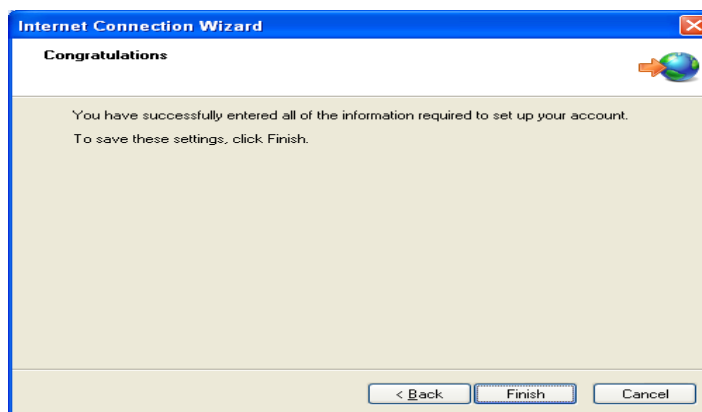 Internet Connection Wizard
Congratulations
You have successfully entered all of the information required to set up your account.
To save these settings, click Finish.
< Back
Finish
Cancel